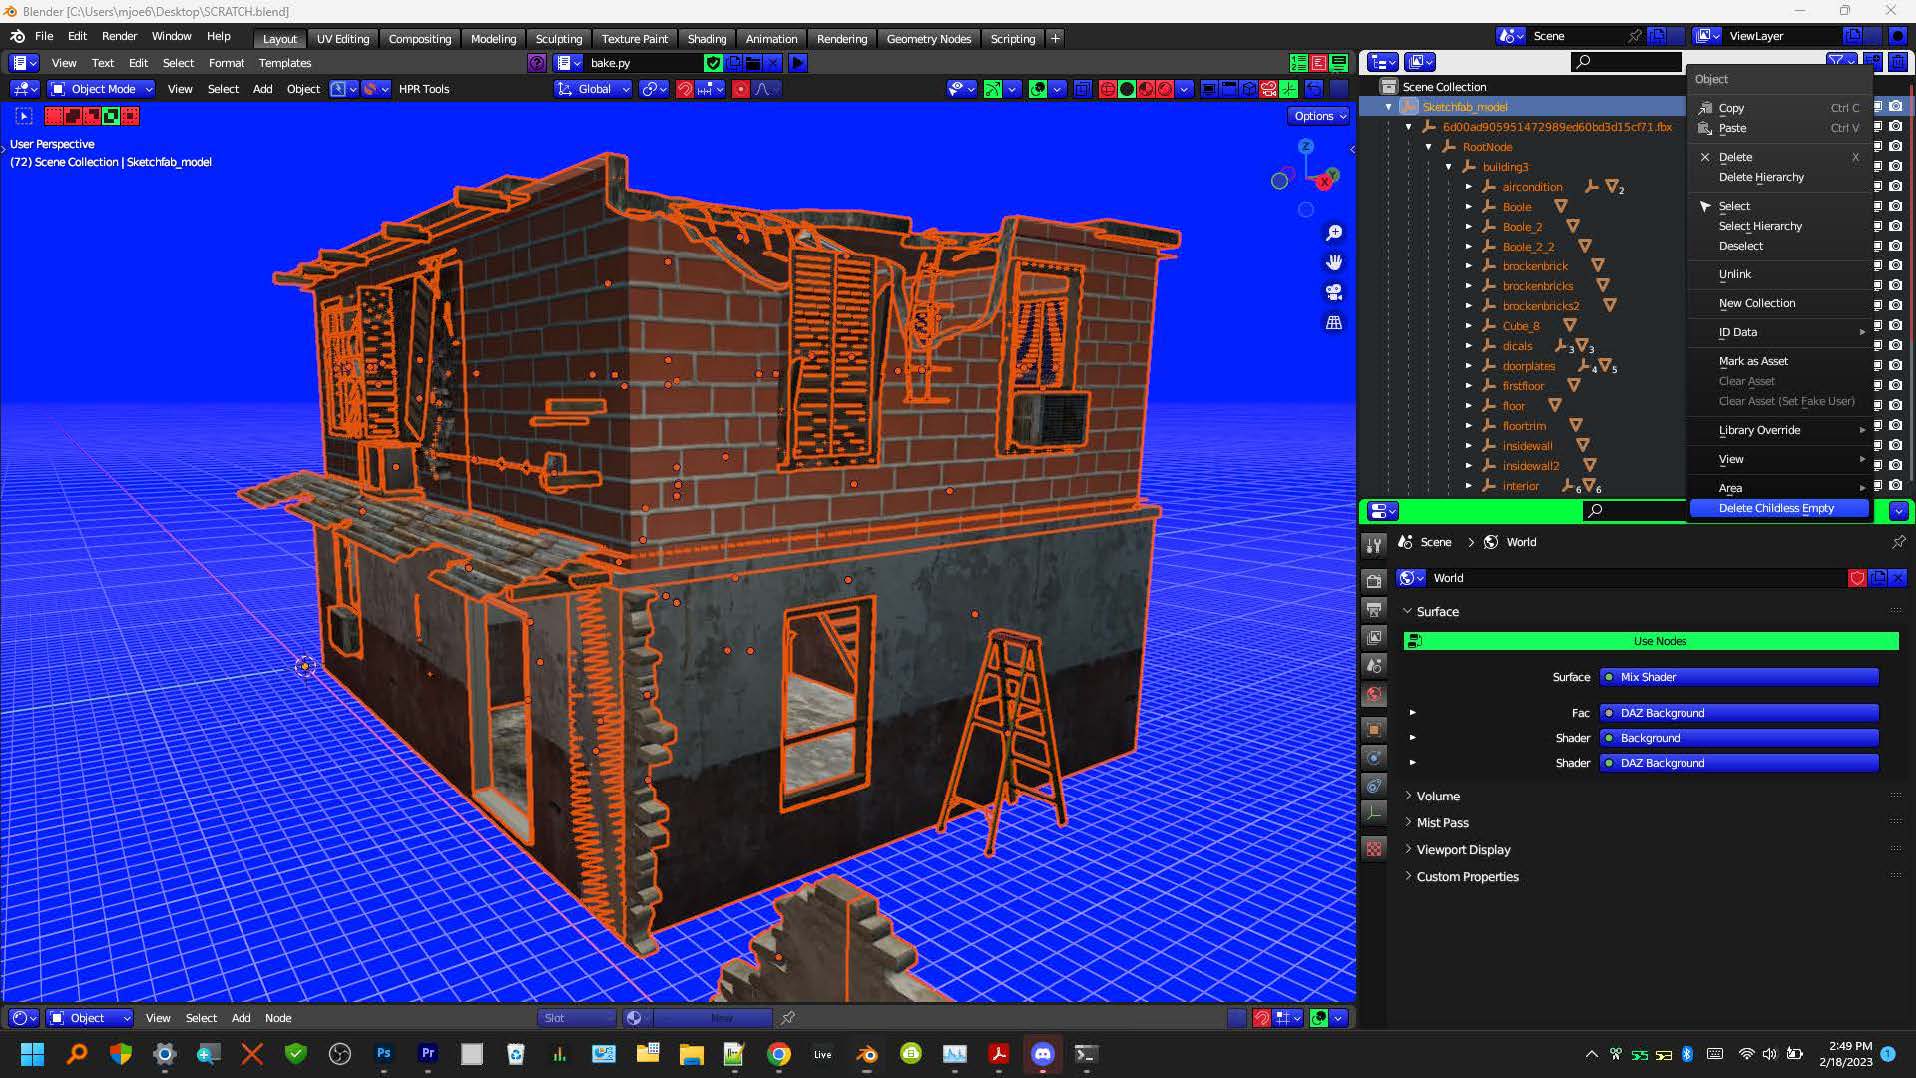 Blender [C:\Users\mjoe6\Desktop\SCRATCH.blend]
File Edit Render Window Help Layout UV Editing Compositing Modeling Sculpting Texture Paint Shading Animation Rendering Geometry Nodes Scripting + Scene ViewLayer
View Text Edit Select Format Templates bake.py
Object Mode View Select Add Object HPR Tools Global
Options
User Perspective
(72) Scene Collection | Sketchfab_model
Z
Y
X
Scene Collection
Sketchfab_model
6d00ad905951472989ed60bd3d15cf71.fbx
RootNode
building3
aircondition 2
Boole
Boole_2
Boole_2_2
brockenbrick
brockenbricks
brockenbricks2
Cube_8
dicals 3 3
doorplates 4 5
firstfloor
floor
floortrim
insidewall
insidewall2
interior 6 6
Object
Copy Ctrl C
Paste Ctrl V
Delete X
Delete Hierarchy
Select
Select Hierarchy
Deselect
Unlink
New Collection
ID Data
Mark as Asset
Clear Asset
Clear Asset (Set Fake User)
Library Override
View
Area
Delete Childless Empty
Scene > World
World
Surface
Use Nodes
Surface Mix Shader
Fac DAZ Background
Shader Background
Shader DAZ Background
Volume
Mist Pass
Viewport Display
Custom Properties
Object View Select Add Node Slot New
Ps Pr Live
2:49 PM
2/18/2023
1